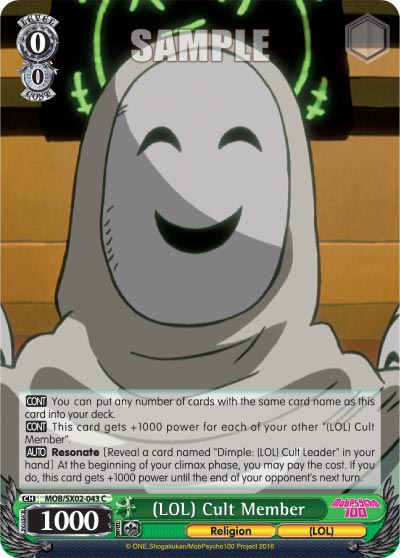 LEVEL
0
0
COST
SAMPLE
CONT You can put any number of cards with the same card name as this
card into your deck.
CONT This card gets +1000 power for each of your other "(LOL) Cult
Member".
AUTO Resonate [Reveal a card named "Dimple: (LOL) Cult Leader" in your
hand] At the beginning of your climax phase, you may pay the cost. If you
do, this card gets +1000 power until the end of your opponent's next turn.
CH MOB/SX02-043 C
1000
(LOL) Cult Member
MobPsycho
100
Religion
(LOL)
© ONE,Shogakukan/MobPsycho100 Project 2016